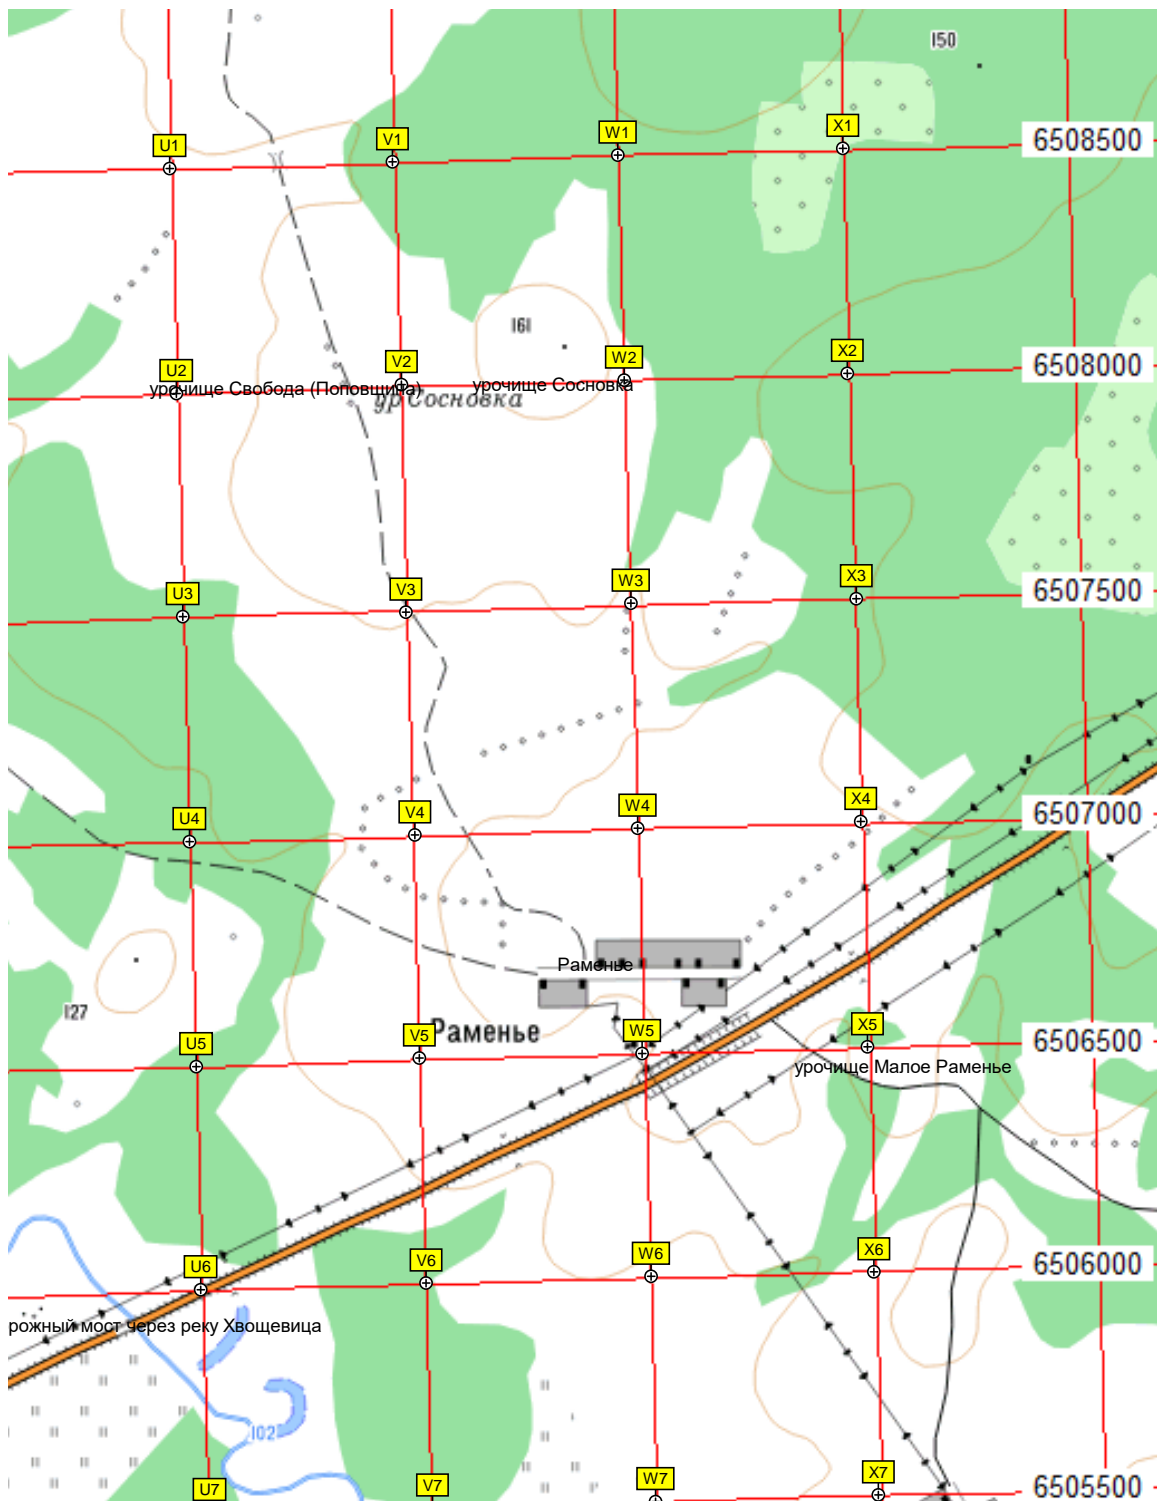 150
X1
W1
V1
6508500
U1
161
X2
W2
V2
6508000
U2
урочище Сосновка
урочище Свобода (Поповщина)
ур Сосновка
X3
W3
6507500
V3
U3
X4
W4
6507000
V4
U4
Раменье
127
X5
W5
Раменье
V5
6506500
U5
урочище Малое Раменье
X6
W6
V6
6506000
U6
рожный мост через реку Хвощевица
102
X7
W7
V7
6505500
U7